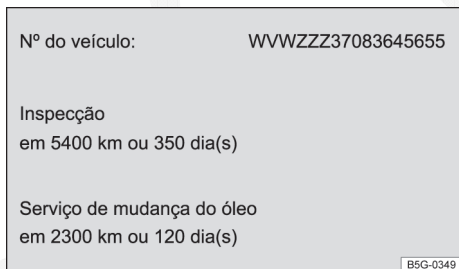 Nº do veículo: WVWZZZ37083645655
Inspecção
em 5400 km ou 350 dia(s)
Serviço de mudança do óleo
em 2300 km ou 120 dia(s)
B5G-0349